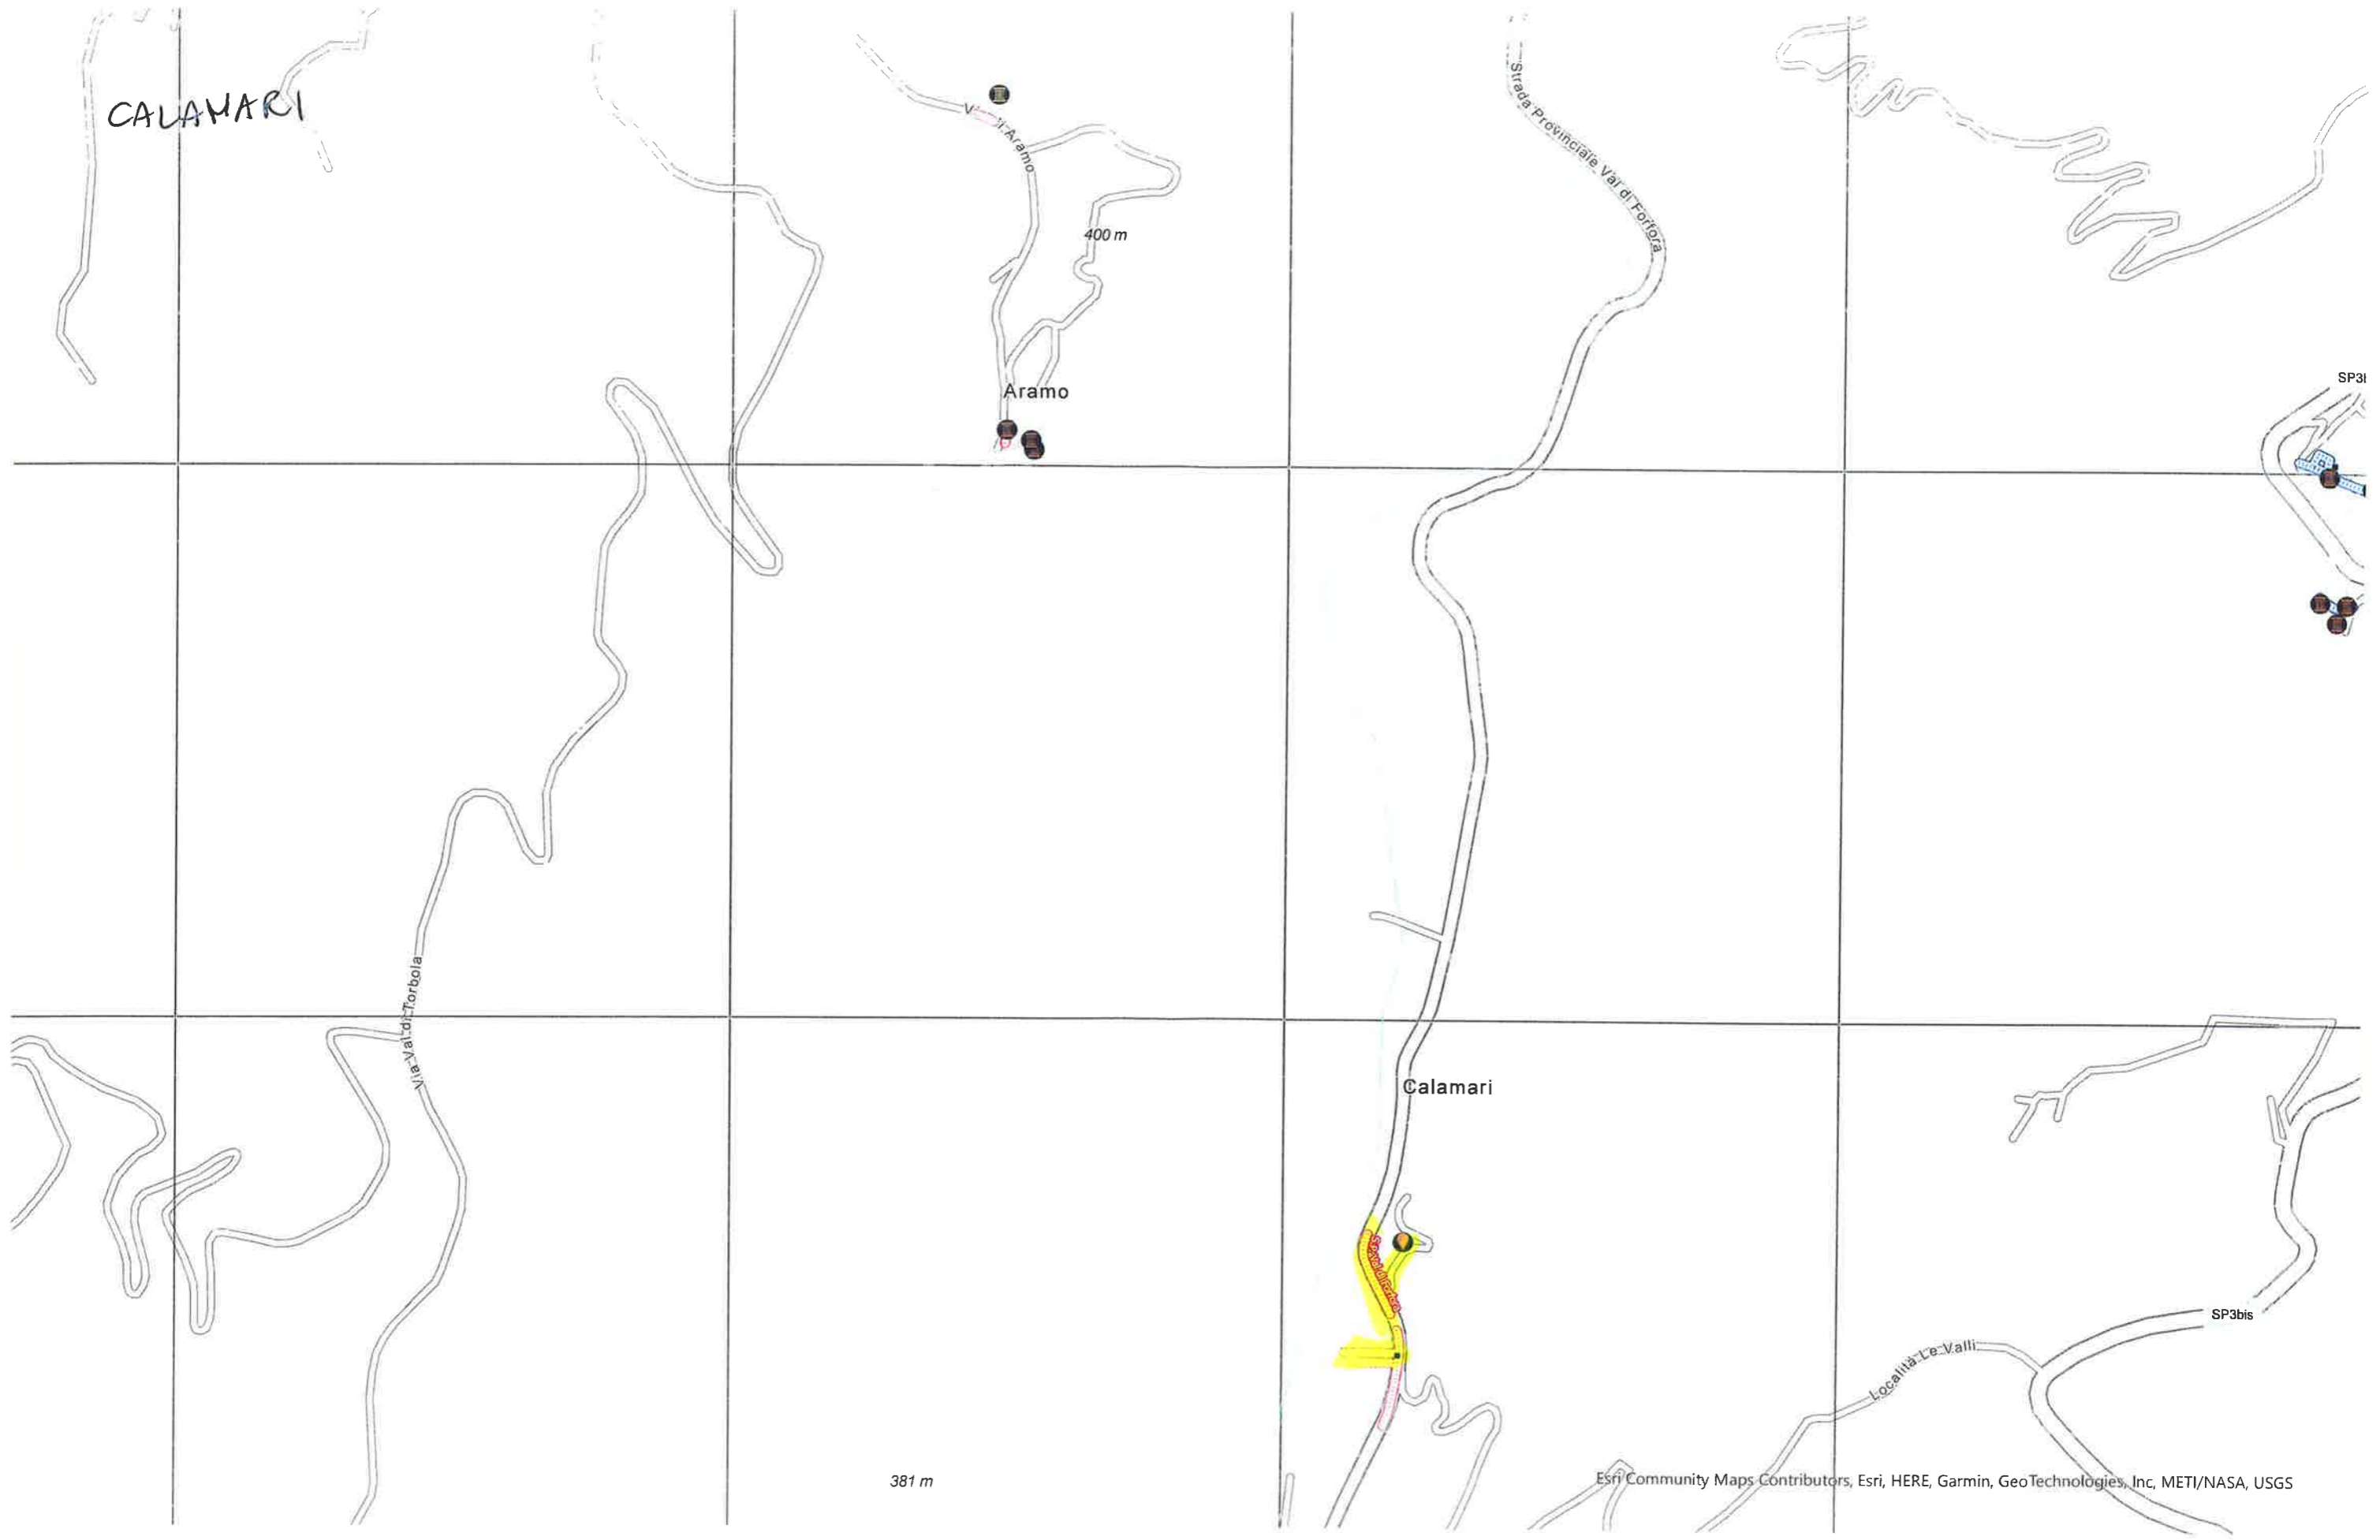 CALAMARI
Strada Provinciale Val di Forfora
400 m
SP3
Aramo
Via Val di Torbola
Calamari
SP3bis
Località Le Valli
381 m
Esri Community Maps Contributors, Esri, HERE, Garmin, GeoTechnologies, Inc, METI/NASA, USGS